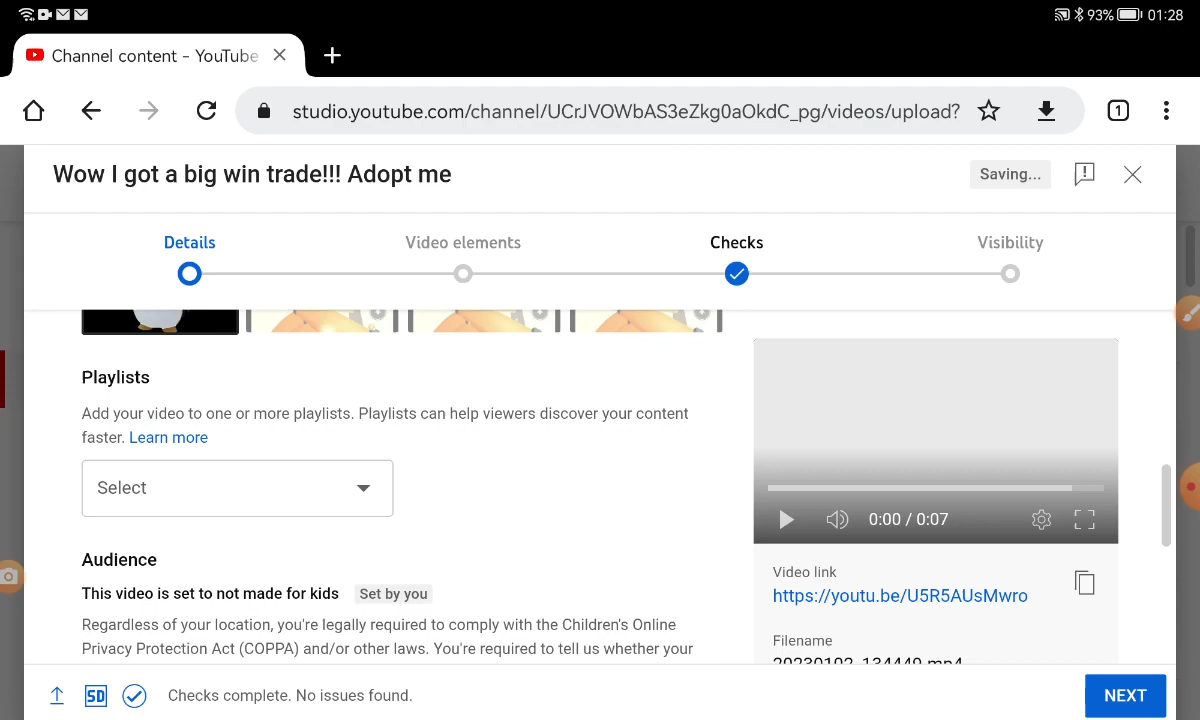 93% 01:28
Channel content - YouTube
studio.youtube.com/channel/UCrJVOWbAS3eZkg0aOkdC_pg/videos/upload?
1
Wow I got a big win trade!!! Adopt me
Saving...
Details
Video elements
Checks
Visibility
Playlists
Add your video to one or more playlists. Playlists can help viewers discover your content
faster. Learn more
Select
Audience
This video is set to not made for kids Set by you
Regardless of your location, you're legally required to comply with the Children's Online
Privacy Protection Act (COPPA) and/or other laws. You're required to tell us whether your
0:00 / 0:07
Video link
https://youtu.be/U5R5AUsMwro
Filename
20230102_134449.mp4
SD
Checks complete. No issues found.
NEXT